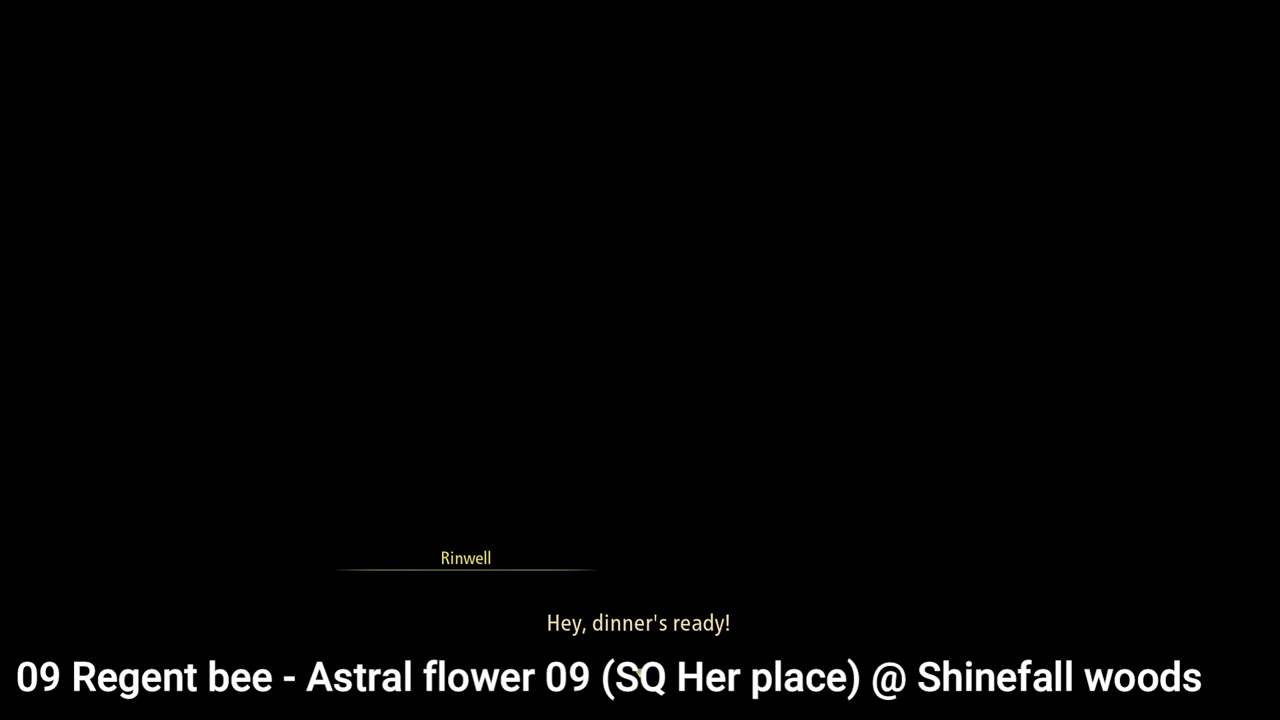 Rinwell
Hey, dinner's ready!
09 Regent bee - Astral flower 09 (SQ Her place) @ Shinefall woods